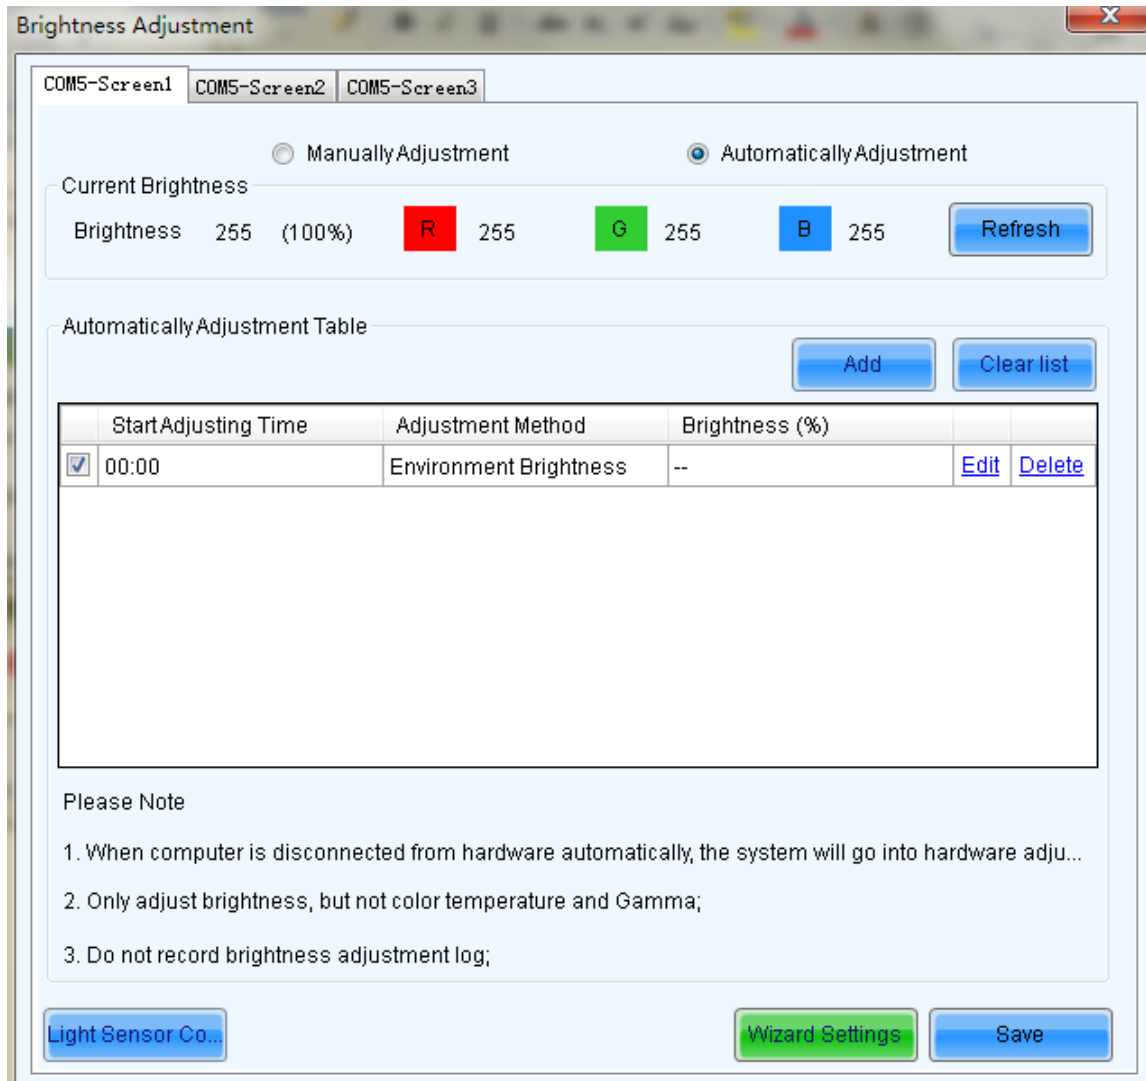 Brightness Adjustment
COM5-Screen1 COM5-Screen2 COM5-Screen3
Manually Adjustment Automatically Adjustment
Current Brightness
Brightness 255 (100%) R 255 G 255 B 255 Refresh
Automatically Adjustment Table
Add Clear list
Start Adjusting Time Adjustment Method Brightness (%)
00:00 Environment Brightness -- Edit Delete
Please Note
1. When computer is disconnected from hardware automatically, the system will go into hardware adju...
2. Only adjust brightness, but not color temperature and Gamma;
3. Do not record brightness adjustment log;
Light Sensor Co... Wizard Settings Save